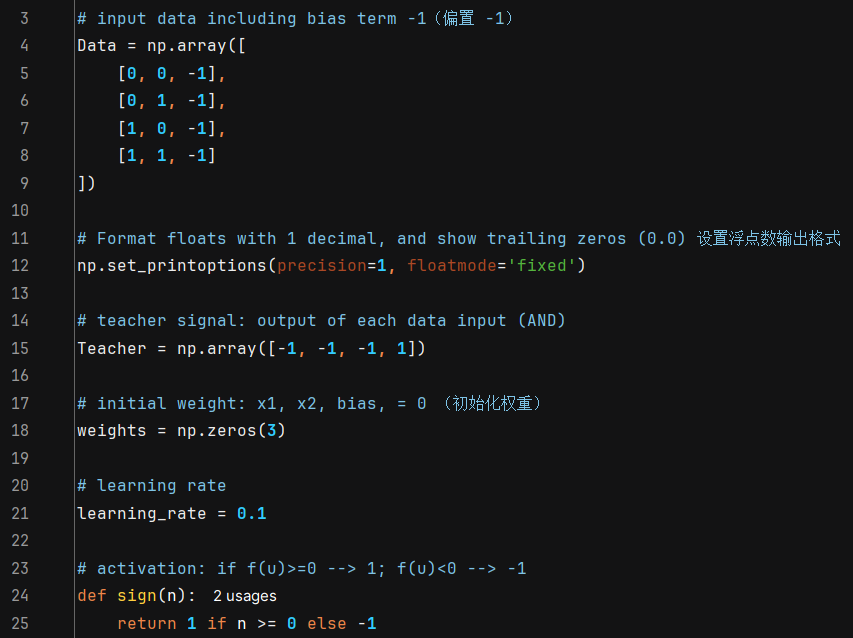 3 # input data including bias term -1（偏置 -1）
4 Data = np.array([
5 [0, 0, -1],
6 [0, 1, -1],
7 [1, 0, -1],
8 [1, 1, -1]
9 ])
10
11 # Format floats with 1 decimal, and show trailing zeros (0.0) 设置浮点数输出格式
12 np.set_printoptions(precision=1, floatmode='fixed')
13
14 # teacher signal: output of each data input (AND)
15 Teacher = np.array([-1, -1, -1, 1])
16
17 # initial weight: x1, x2, bias, = 0 （初始化权重）
18 weights = np.zeros(3)
19
20 # learning rate
21 learning_rate = 0.1
22
23 # activation: if f(u)>=0 --> 1; f(u)<0 --> -1
24 def sign(n): 2 usages
25 return 1 if n >= 0 else -1